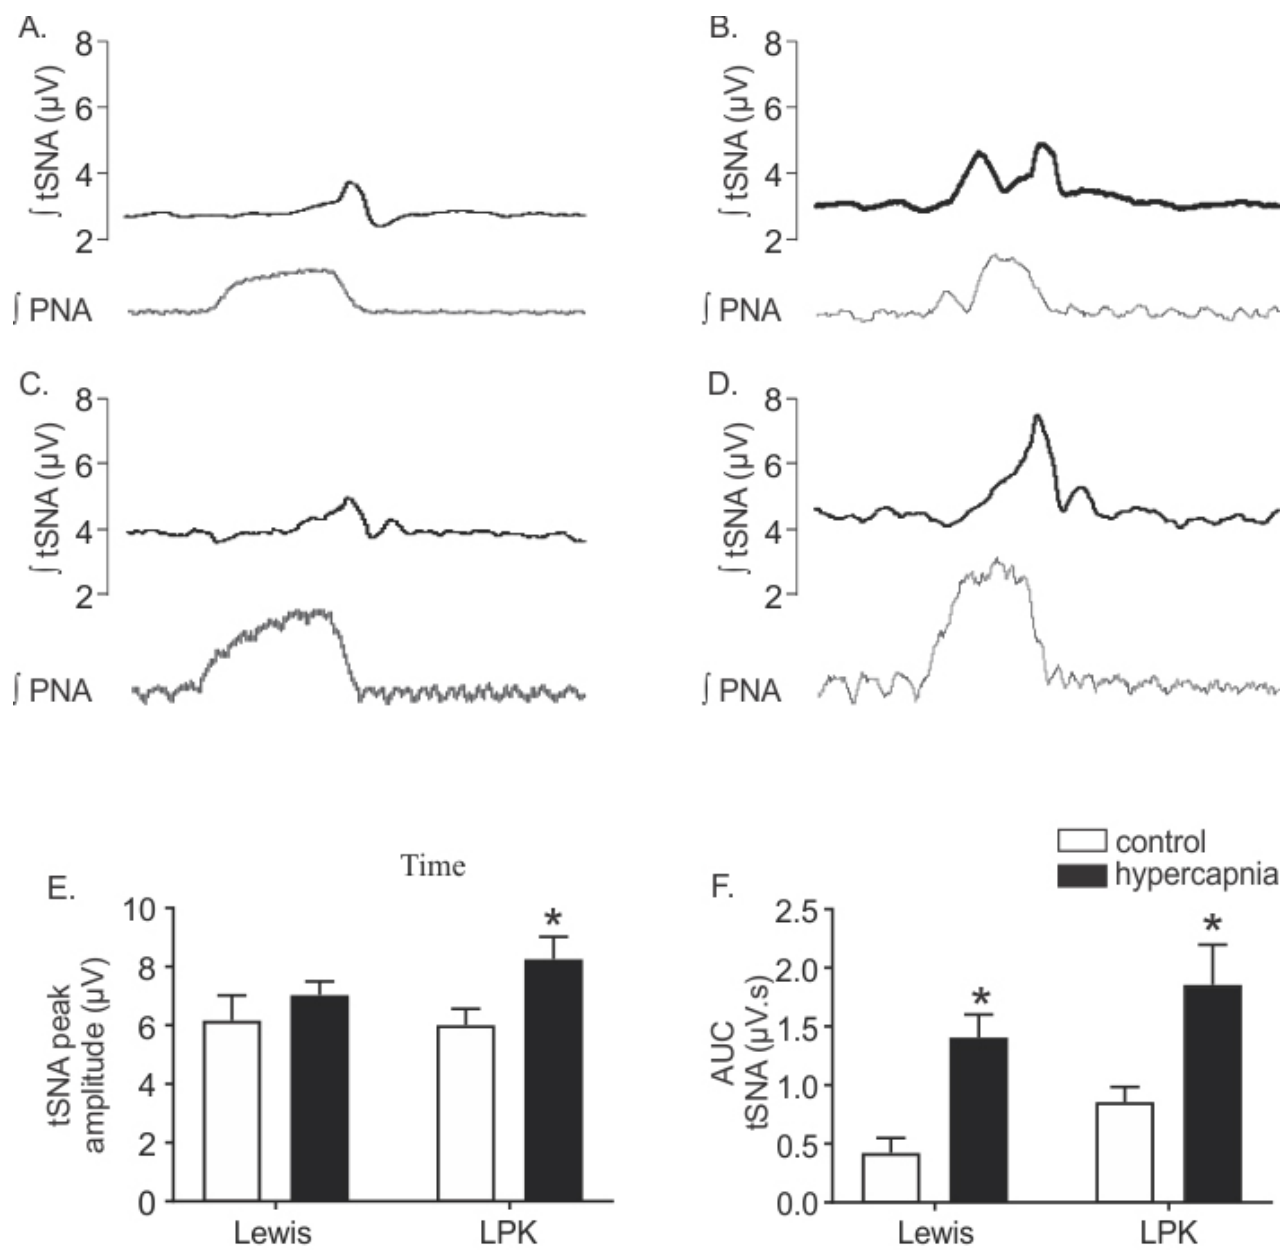 A.
8
6
4
2
∫ tSNA (µV)
∫ PNA
B.
8
6
4
2
∫ tSNA (µV)
∫ PNA
C.
8
6
4
2
∫ tSNA (µV)
∫ PNA
D.
8
6
4
2
∫ tSNA (µV)
∫ PNA
Time
control
hypercapnia
E.
10
8
6
4
2
0
tSNA peak
amplitude (µV)
*
Lewis
LPK
F.
2.5
2.0
1.5
1.0
0.5
0.0
AUC
tSNA (µV.s)
*
*
Lewis
LPK